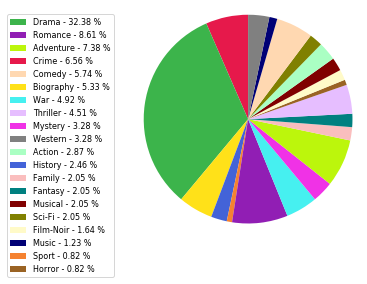 Drama - 32.38 %
Romance - 8.61 %
Adventure - 7.38 %
Crime - 6.56 %
Comedy - 5.74 %
Biography - 5.33 %
War - 4.92 %
Thriller - 4.51 %
Mystery - 3.28 %
Western - 3.28 %
Action - 2.87 %
History - 2.46 %
Family - 2.05 %
Fantasy - 2.05 %
Musical - 2.05 %
Sci-Fi - 2.05 %
Film-Noir - 1.64 %
Music - 1.23 %
Sport - 0.82 %
Horror - 0.82 %